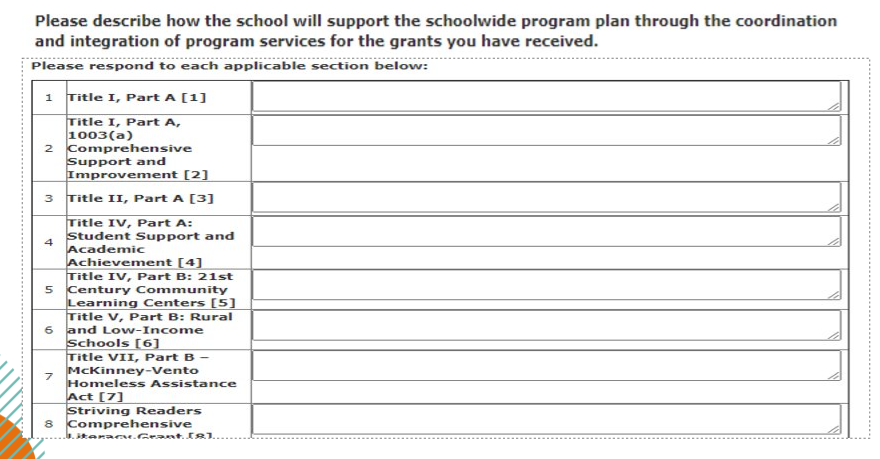 Please describe how the school will support the schoolwide program plan through the coordination
and integration of program services for the grants you have received.
Please respond to each applicable section below:
1 Title I, Part A [1]
Title I, Part A,
1003(a)
2 Comprehensive
Support and
Improvement [2]
3 Title II, Part A [3]
Title IV, Part A:
4 Student Support and
Academic
Achievement [4]
Title IV, Part B: 21st
5 Century Community
Learning Centers [5]
Title V, Part B: Rural
6 and Low-Income
Schools [6]
Title VII, Part B –
7 McKinney-Vento
Homeless Assistance
Act [7]
Striving Readers
8 Comprehensive
Literacy Grant [8]